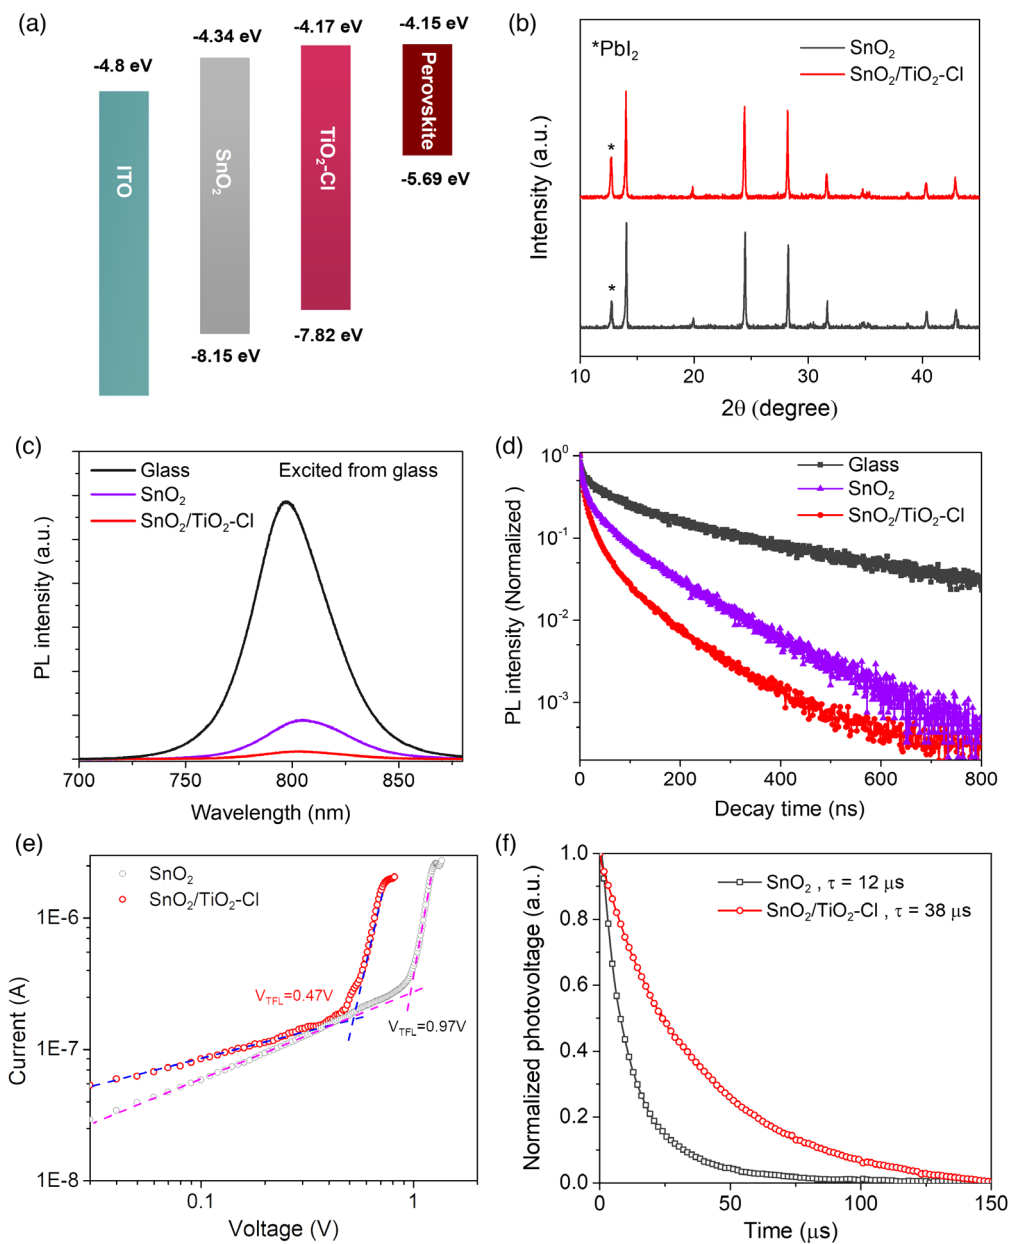 (a)
-4.8 eV
-4.34 eV
-4.17 eV
-4.15 eV
ITO
SnO₂
TiO₂-Cl
Perovskite
-5.69 eV
-7.82 eV
-8.15 eV
(b)
*PbI₂
SnO₂
SnO₂/TiO₂-Cl
*
*
Intensity (a.u.)
10 20 30 40
2θ (degree)
(c)
Glass
SnO₂
SnO₂/TiO₂-Cl
Excited from glass
PL intensity (a.u.)
700 750 800 850
Wavelength (nm)
(d)
Glass
SnO₂
SnO₂/TiO₂-Cl
PL intensity (Normalized )
10⁰
10⁻¹
10⁻²
10⁻³
0 200 400 600 800
Decay time (ns)
(e)
SnO₂
SnO₂/TiO₂-Cl
V_TFL=0.47V
V_TFL=0.97V
Current (A)
1E-6
1E-7
1E-8
0.1 1
Voltage (V)
(f)
SnO₂ , τ = 12 μs
SnO₂/TiO₂-Cl , τ = 38 μs
Normalized photovoltage (a.u.)
1.0
0.8
0.6
0.4
0.2
0.0
0 50 100 150
Time (μs)